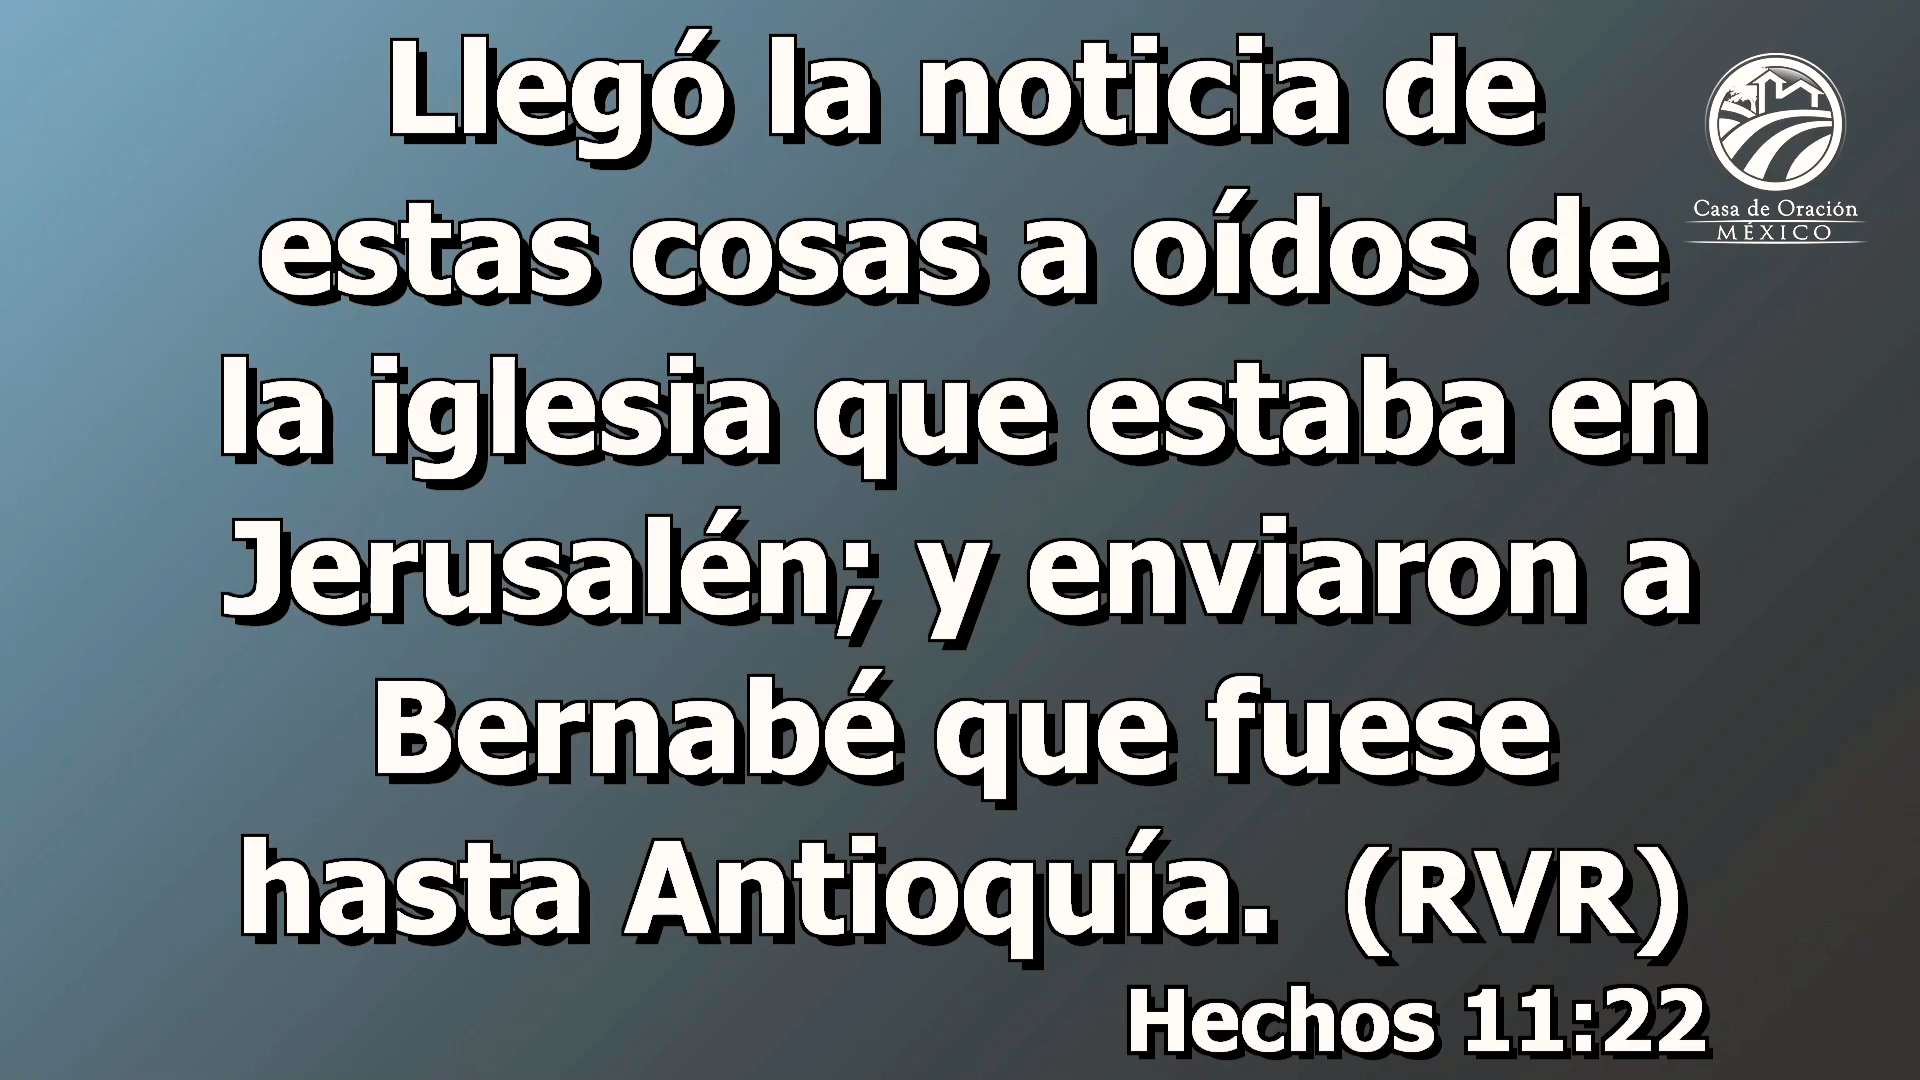 Llegó la noticia de
estas cosas a oídos de
la iglesia que estaba en
Jerusalén; y enviaron a
Bernabé que fuese
hasta Antioquía.  (RVR)
Hechos 11:22
Casa de Oración
MÉXICO